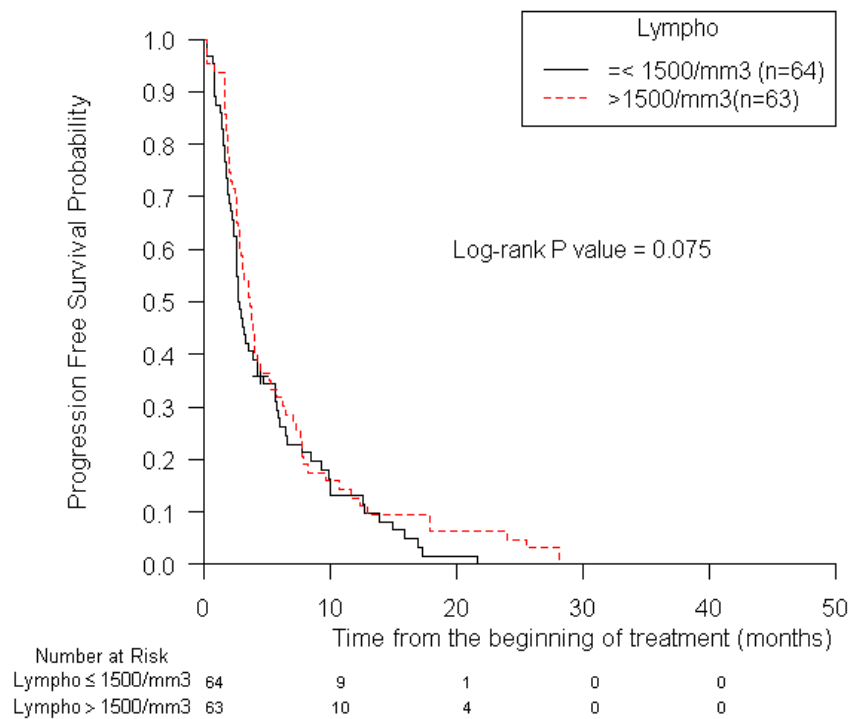 Lympho
=< 1500/mm3 (n=64)
>1500/mm3(n=63)
Progression Free Survival Probability
1.0
0.9
0.8
0.7
0.6
0.5
0.4
0.3
0.2
0.1
0.0
Log-rank P value = 0.075
0 10 20 30 40 50
Time from the beginning of treatment (months)
Number at Risk
Lympho ≤ 1500/mm3 64 9 1 0 0
Lympho > 1500/mm3 63 10 4 0 0